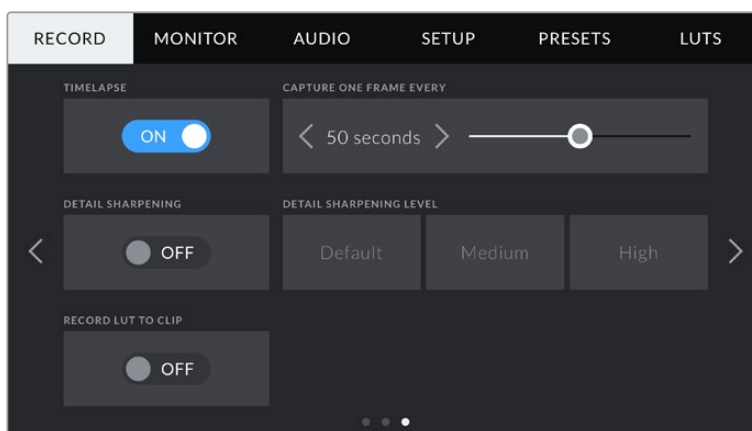 RECORD MONITOR AUDIO SETUP PRESETS LUTS
TIMELAPSE CAPTURE ONE FRAME EVERY
ON 50 seconds
DETAIL SHARPENING DETAIL SHARPENING LEVEL
OFF Default Medium High
RECORD LUT TO CLIP
OFF